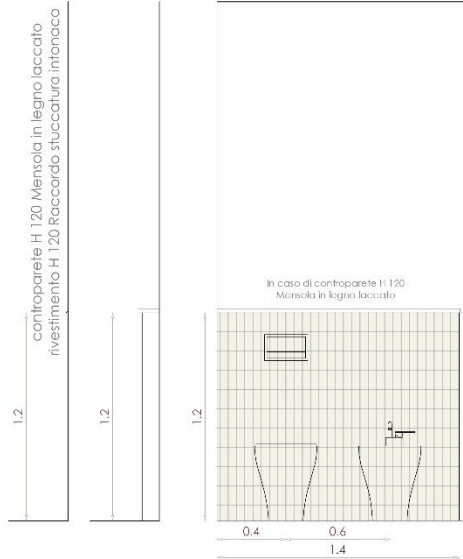 controparete H 120 Mensola in legno laccato
rivestimento H 120 Raccordo stuccatura intonaco
In caso di controparete H 120
Mensola in legno laccato
1.2
1.2
1.2
0.4
0.6
1.4